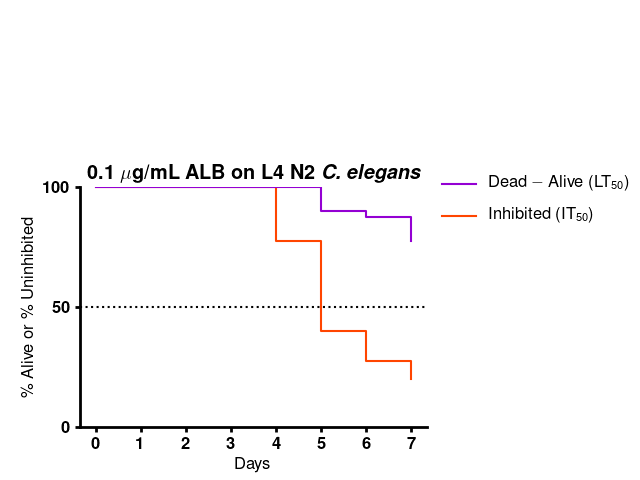 0.1 μg/mL ALB on L4 N2 C. elegans
Dead – Alive (LT50)
Inhibited (IT50)
% Alive or % Uninhibited
100
50
0
0 1 2 3 4 5 6 7
Days